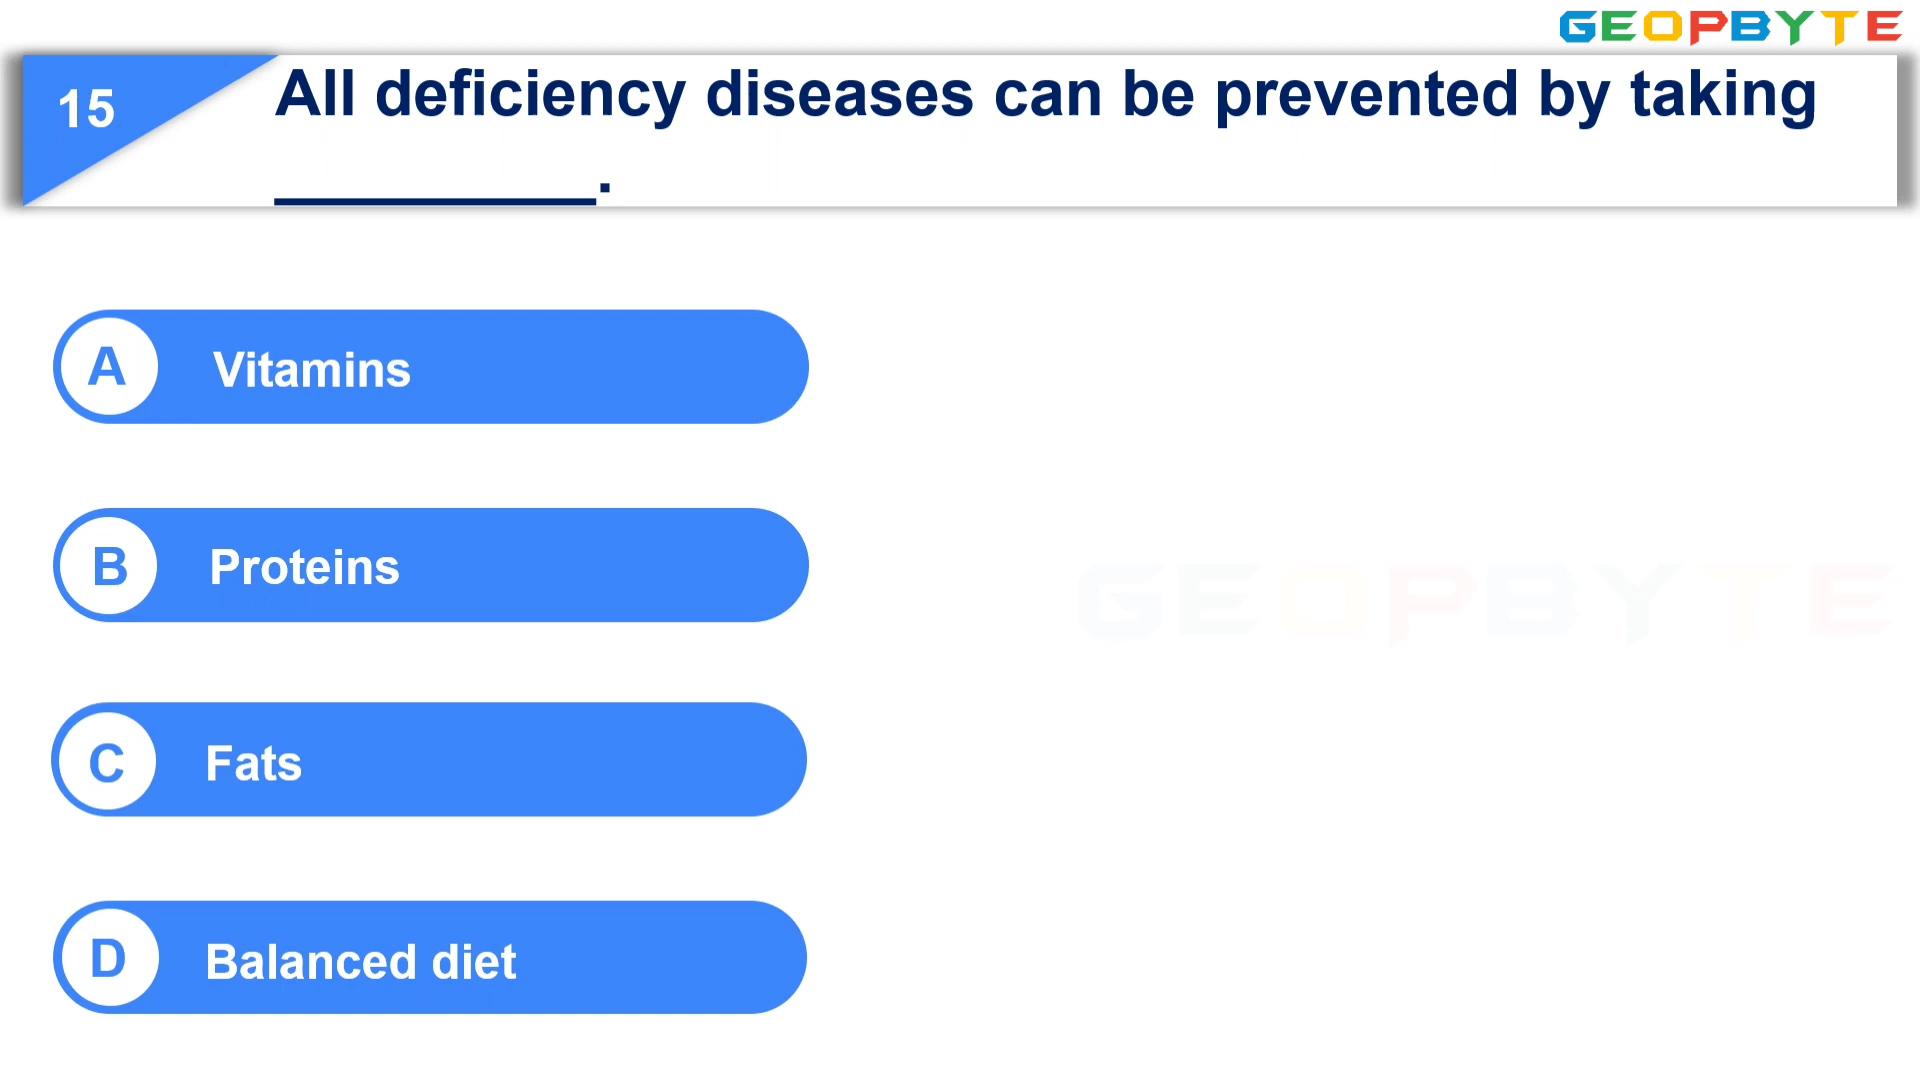 GEOPBYTE
15
All deficiency diseases can be prevented by taking
__________.
A Vitamins
B Proteins
GEOPBYTE
C Fats
D Balanced diet